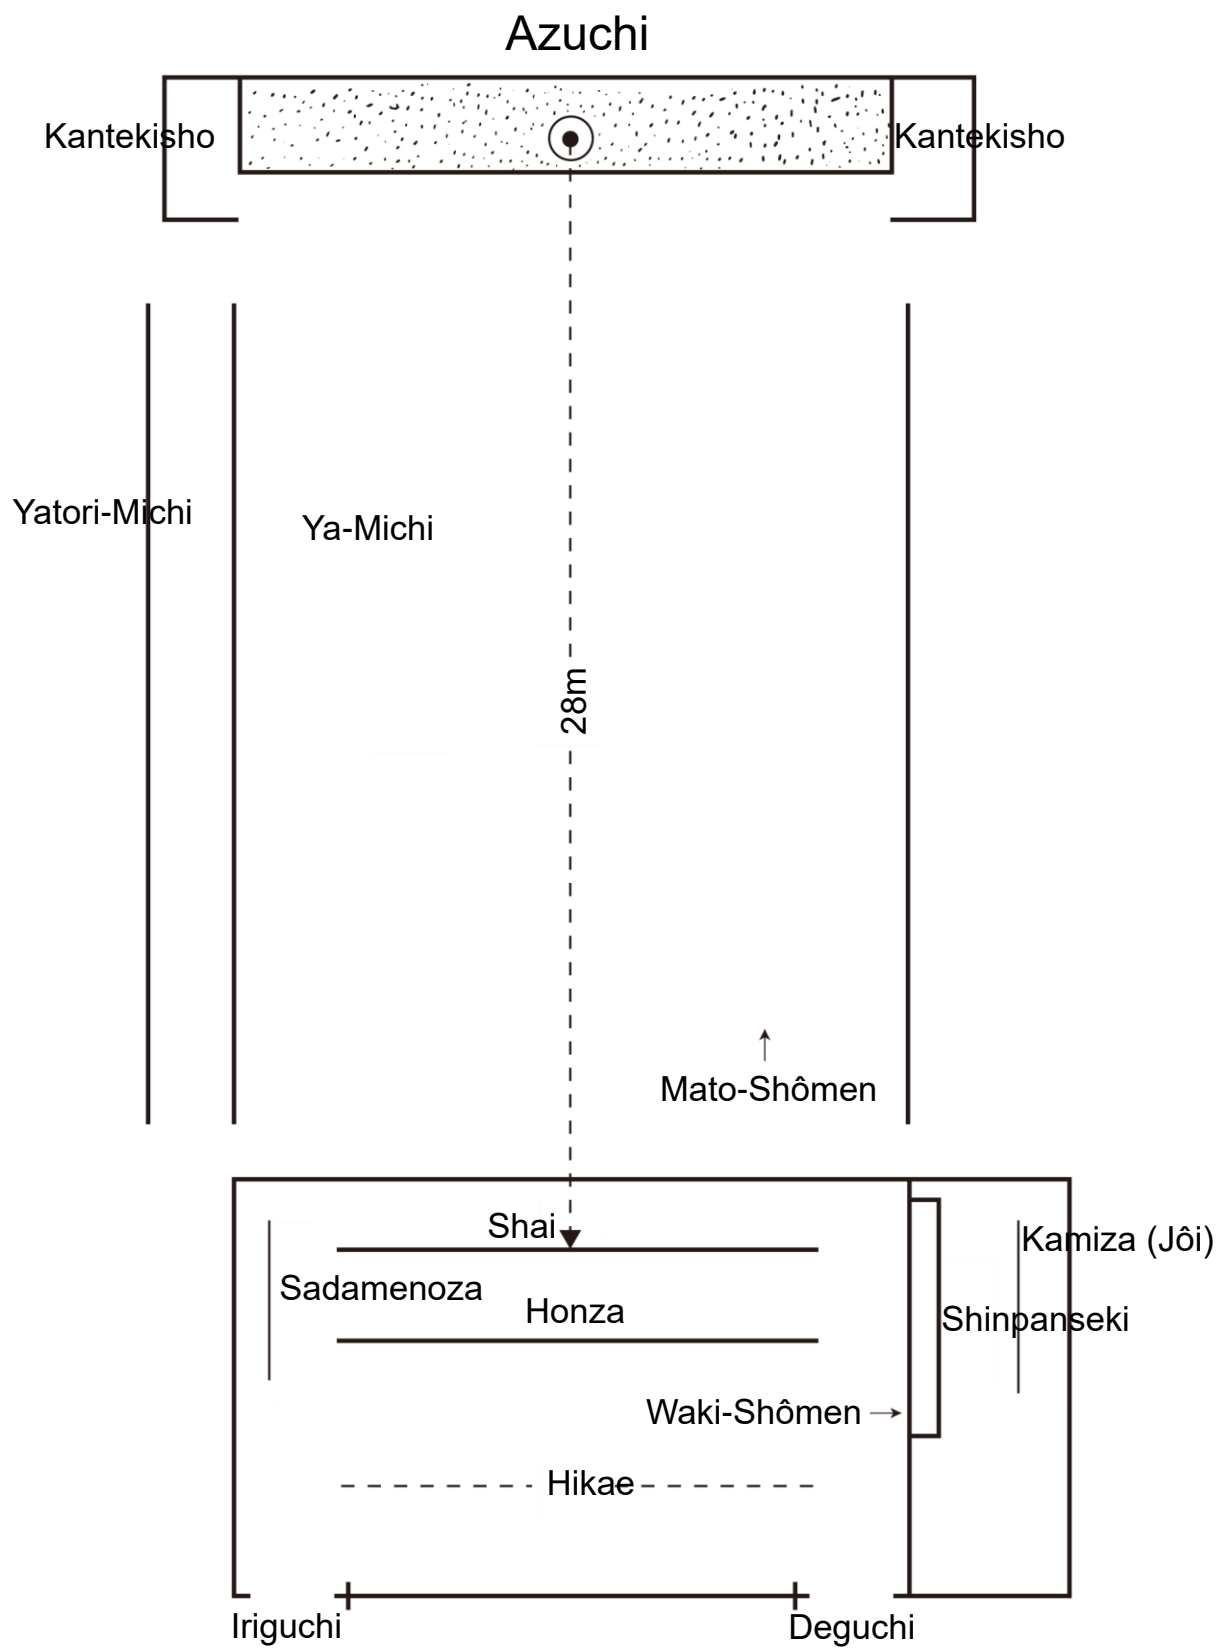 Azuchi
Kantekisho
Kantekisho
Yatori-Michi
Ya-Michi
28m
Mato-Shômen
Shai
Kamiza (Jôi)
Sadamenoza
Honza
Shinpanseki
Waki-Shômen
Hikae
Iriguchi
Deguchi